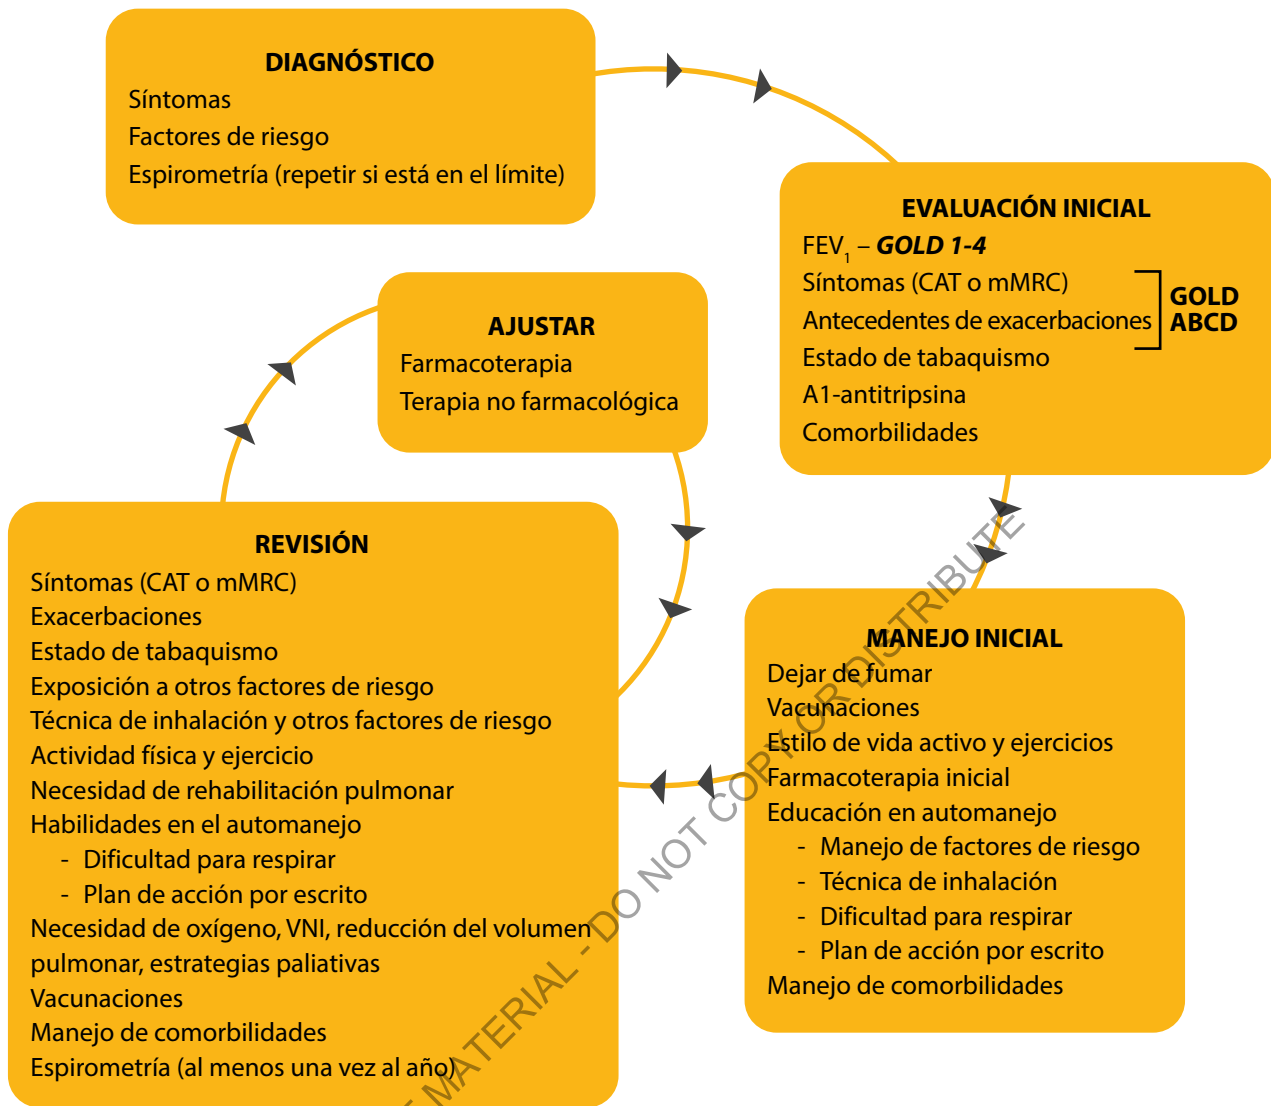 DIAGNÓSTICO
Síntomas
Factores de riesgo
Espirometría (repetir si está en el límite)
EVALUACIÓN INICIAL
FEV₁ – GOLD 1-4
Síntomas (CAT o mMRC)
Antecedentes de exacerbaciones
GOLD
ABCD
Estado de tabaquismo
A1-antitripsina
Comorbilidades
AJUSTAR
Farmacoterapia
Terapia no farmacológica
REVISIÓN
Síntomas (CAT o mMRC)
Exacerbaciones
Estado de tabaquismo
Exposición a otros factores de riesgo
Técnica de inhalación y otros factores de riesgo
Actividad física y ejercicio
Necesidad de rehabilitación pulmonar
Habilidades en el automanejo
- Dificultad para respirar
- Plan de acción por escrito
Necesidad de oxígeno, VNI, reducción del volumen
pulmonar, estrategias paliativas
Vacunaciones
Manejo de comorbilidades
Espirometría (al menos una vez al año)
MANEJO INICIAL
Dejar de fumar
Vacunaciones
Estilo de vida activo y ejercicios
Farmacoterapia inicial
Educación en automanejo
- Manejo de factores de riesgo
- Técnica de inhalación
- Dificultad para respirar
- Plan de acción por escrito
Manejo de comorbilidades
MATERIAL - DO NOT COPY OR DISTRIBUTE